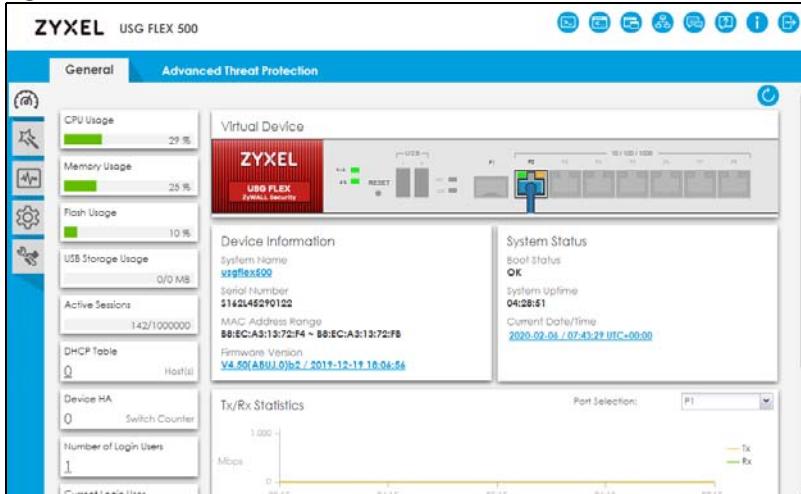 ZYXEL USG FLEX 500
General Advanced Threat Protection
CPU Usage
29 %
Memory Usage
25 %
Flash Usage
10 %
USB Storage Usage
0/0 MB
Active Sessions
142/1000000
DHCP Table
0 Host(s)
Device HA
0 Switch Counter
Number of Login Users
1
Current Login User
Virtual Device
ZYXEL
USG FLEX
ZyWALL Security
USB
RESET
P1
P2
10 / 100 / 1000
Device Information
System Name
usgflex500
Serial Number
S162L45290122
MAC Address Range
B8:EC:A3:13:72:F4 ~ B8:EC:A3:13:72:FB
Firmware Version
V4.50(ABUJ.0)b2 / 2019-12-19 18:06:56
System Status
Boot Status
OK
System Uptime
04:28:51
Current Date/Time
2020-02-06 / 07:43:29 UTC+00:00
Tx/Rx Statistics
Port Selection: P1
1.000
Mbps
0
Tx
Rx